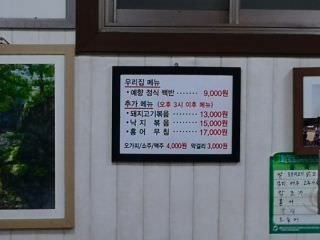 우리집 메뉴
• 예향 정식 백반 ········ 9,000원
추가 메뉴 (오후 3시 이후 메뉴)
• 돼지고기볶음 ········ 13,000원
• 낙 지 볶 음 ········ 15,000원
• 홍 어 무 침 ········ 17,000원
오가피/소주/맥주 4,000원 막걸리 3,000원